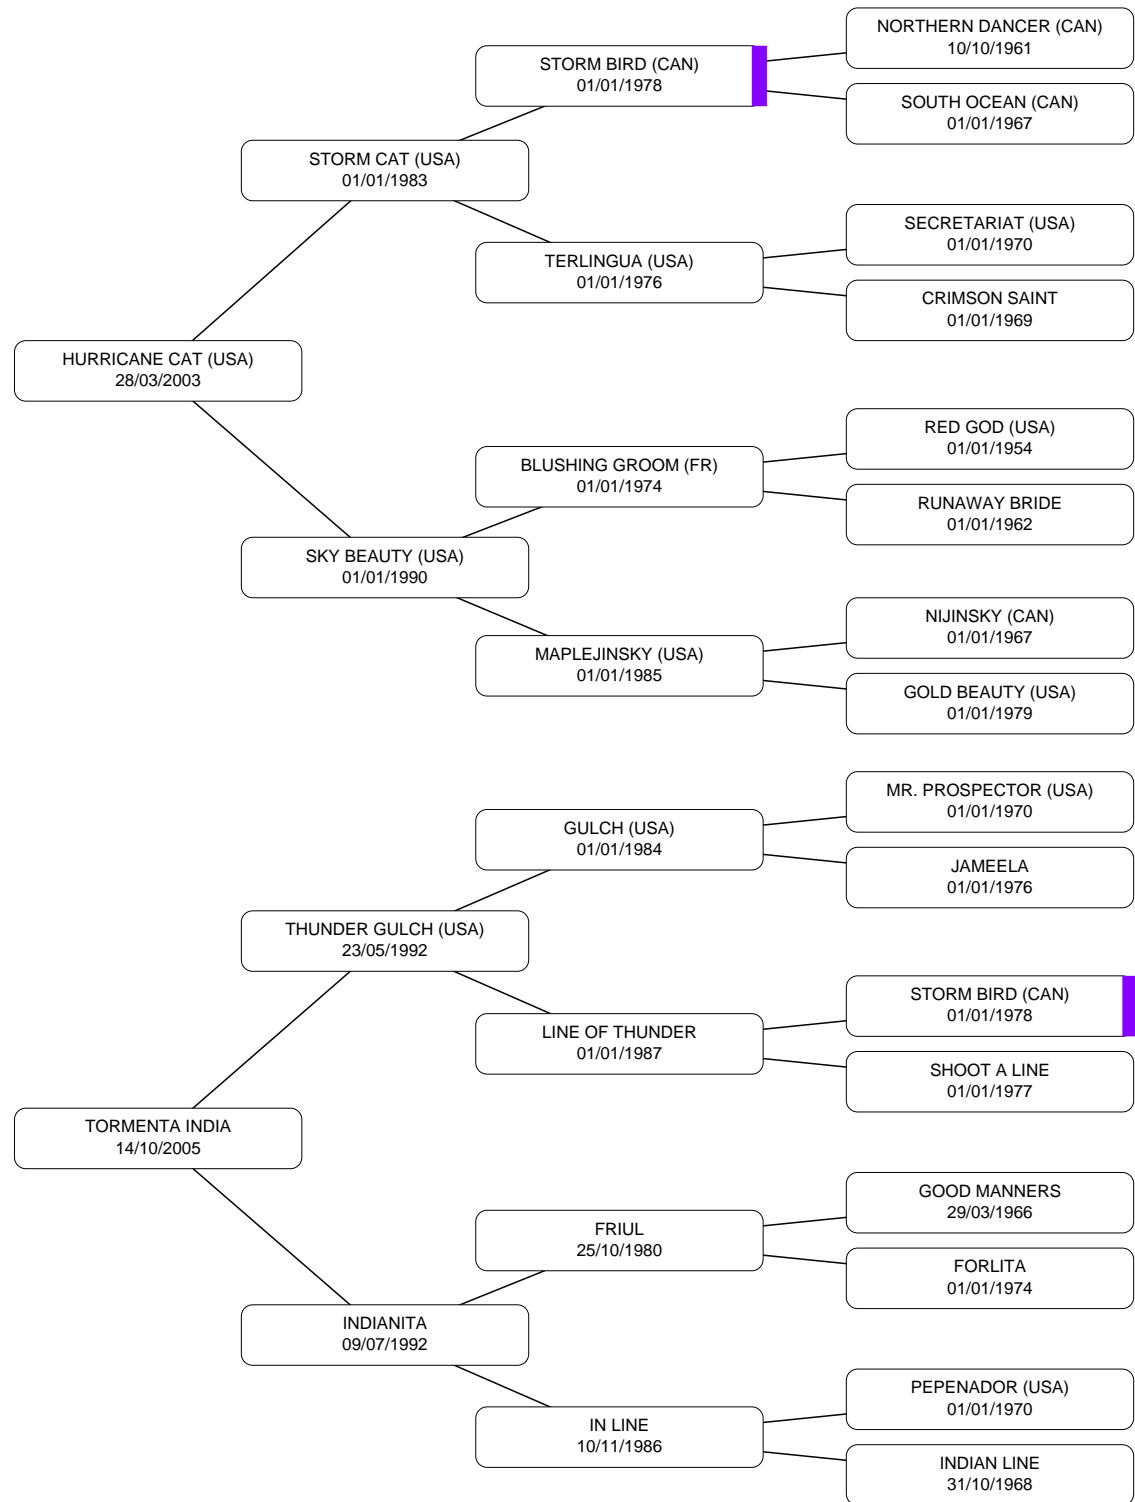 NORTHERN DANCER (CAN)
10/10/1961
STORM BIRD (CAN)
01/01/1978
SOUTH OCEAN (CAN)
01/01/1967
STORM CAT (USA)
01/01/1983
SECRETARIAT (USA)
01/01/1970
TERLINGUA (USA)
01/01/1976
CRIMSON SAINT
01/01/1969
HURRICANE CAT (USA)
28/03/2003
RED GOD (USA)
01/01/1954
BLUSHING GROOM (FR)
01/01/1974
RUNAWAY BRIDE
01/01/1962
SKY BEAUTY (USA)
01/01/1990
NIJINSKY (CAN)
01/01/1967
MAPLEJINSKY (USA)
01/01/1985
GOLD BEAUTY (USA)
01/01/1979
MR. PROSPECTOR (USA)
01/01/1970
GULCH (USA)
01/01/1984
JAMEELA
01/01/1976
THUNDER GULCH (USA)
23/05/1992
STORM BIRD (CAN)
01/01/1978
LINE OF THUNDER
01/01/1987
SHOOT A LINE
01/01/1977
TORMENTA INDIA
14/10/2005
GOOD MANNERS
29/03/1966
FRIUL
25/10/1980
FORLITA
01/01/1974
INDIANITA
09/07/1992
PEPENADOR (USA)
01/01/1970
IN LINE
10/11/1986
INDIAN LINE
31/10/1968